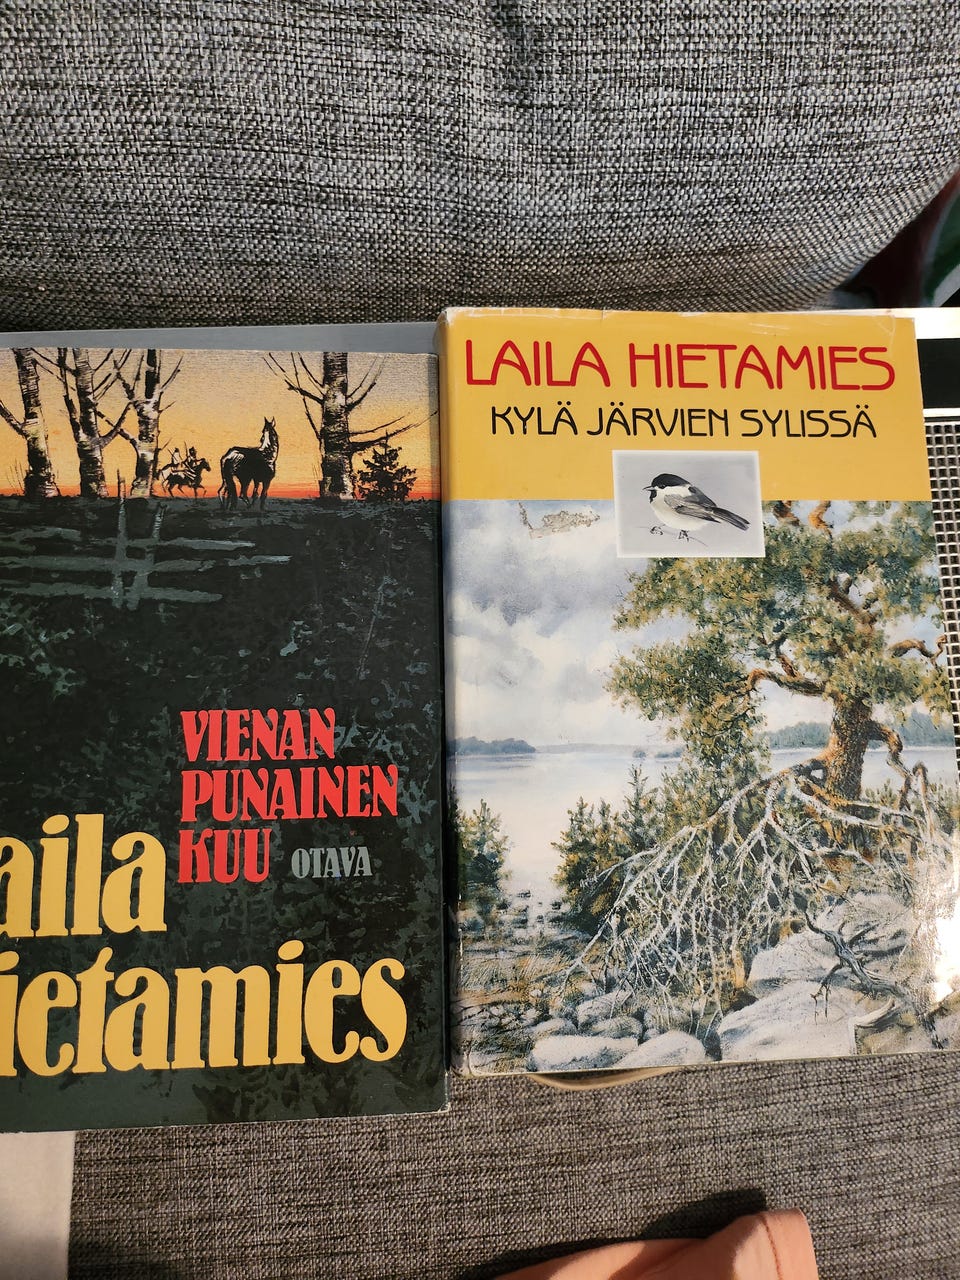 VIENAN
PUNAINEN
KUU OTAVA
aila
ietamies
LAILA HIETAMIES
KYLÄ JÄRVIEN SYLISSÄ